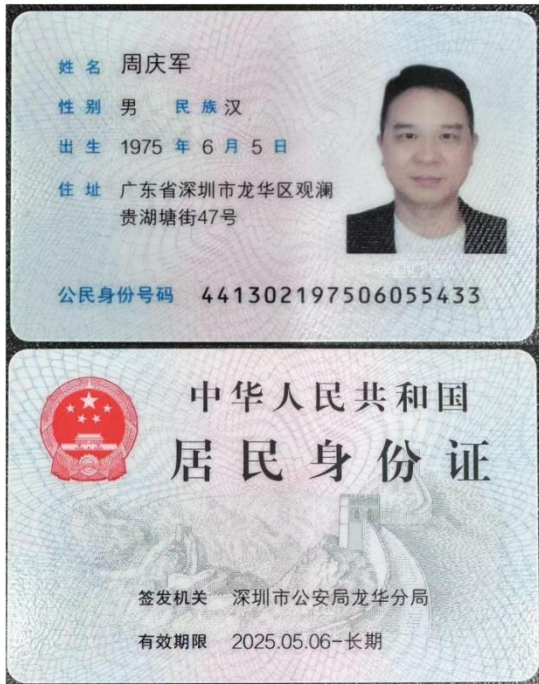 姓名 周庆军
性别 男 民族 汉
出生 1975 年 6 月 5 日
住址 广东省深圳市龙华区观澜
贵湖塘街47号
公民身份号码 441302197506055433
中华人民共和国
居民身份证
签发机关 深圳市公安局龙华分局
有效期限 2025.05.06-长期